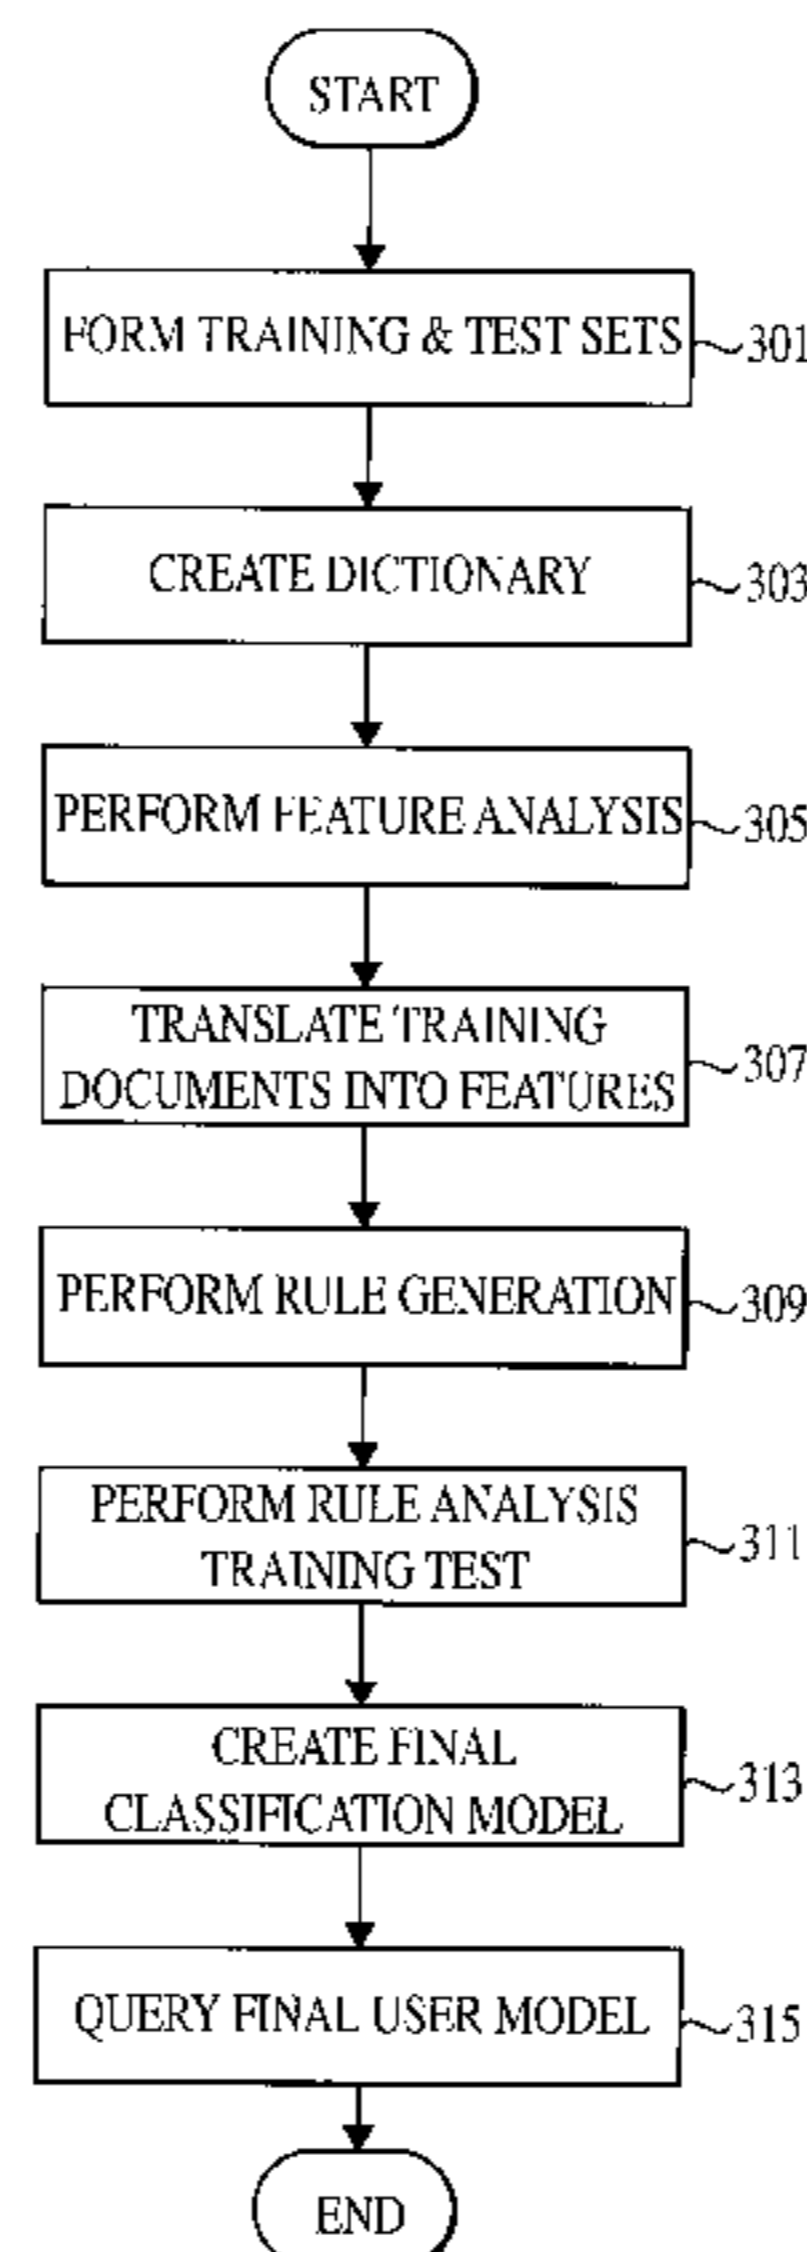 START
FORM TRAINING & TEST SETS
301
CREATE DICTIONARY
303
PERFORM FEATURE ANALYSIS
305
TRANSLATE TRAINING
DOCUMENTS INTO FEATURES
307
PERFORM RULE GENERATION
309
PERFORM RULE ANALYSIS
TRAINING TEST
311
CREATE FINAL
CLASSIFICATION MODEL
313
QUERY FINAL USER MODEL
315
END